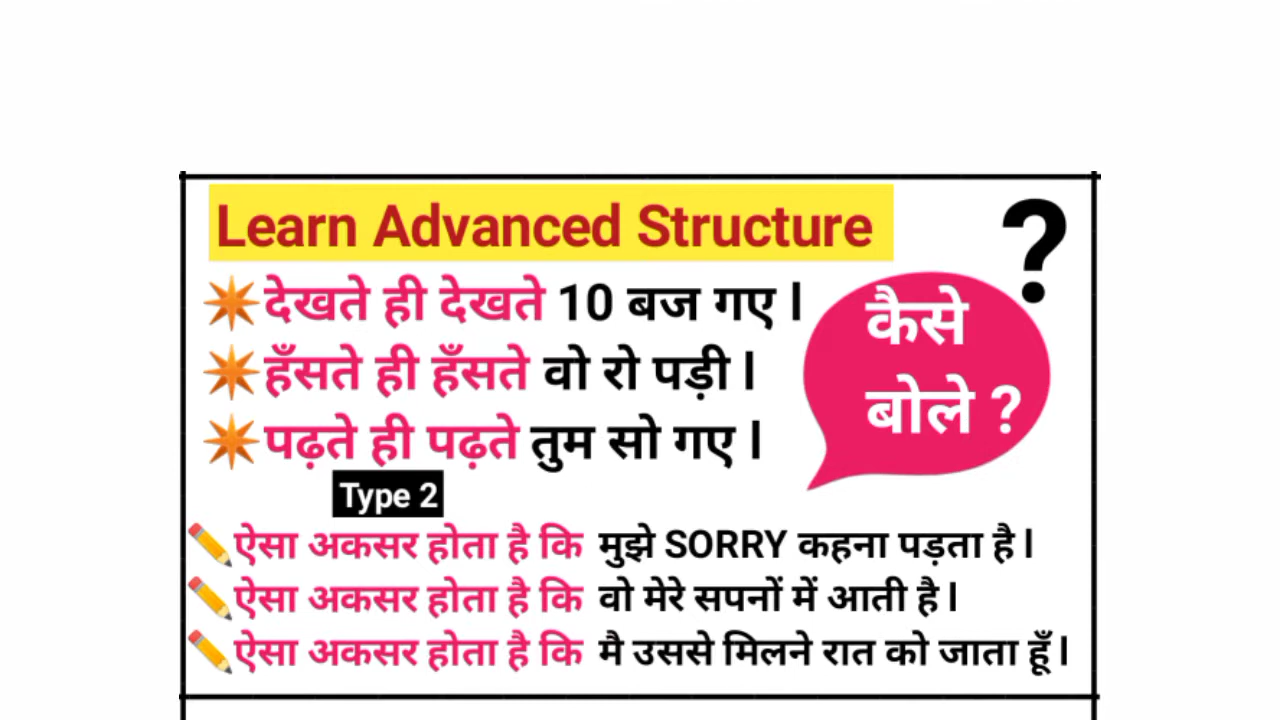 Learn Advanced Structure
?
देखते ही देखते 10 बज गए l
हँसते ही हँसते वो रो पड़ी l
पढ़ते ही पढ़ते तुम सो गए l
कैसे
बोले ?
Type 2
ऐसा अकसर होता है कि मुझे SORRY कहना पड़ता है l
ऐसा अकसर होता है कि वो मेरे सपनों में आती है l
ऐसा अकसर होता है कि मै उससे मिलने रात को जाता हूँ l